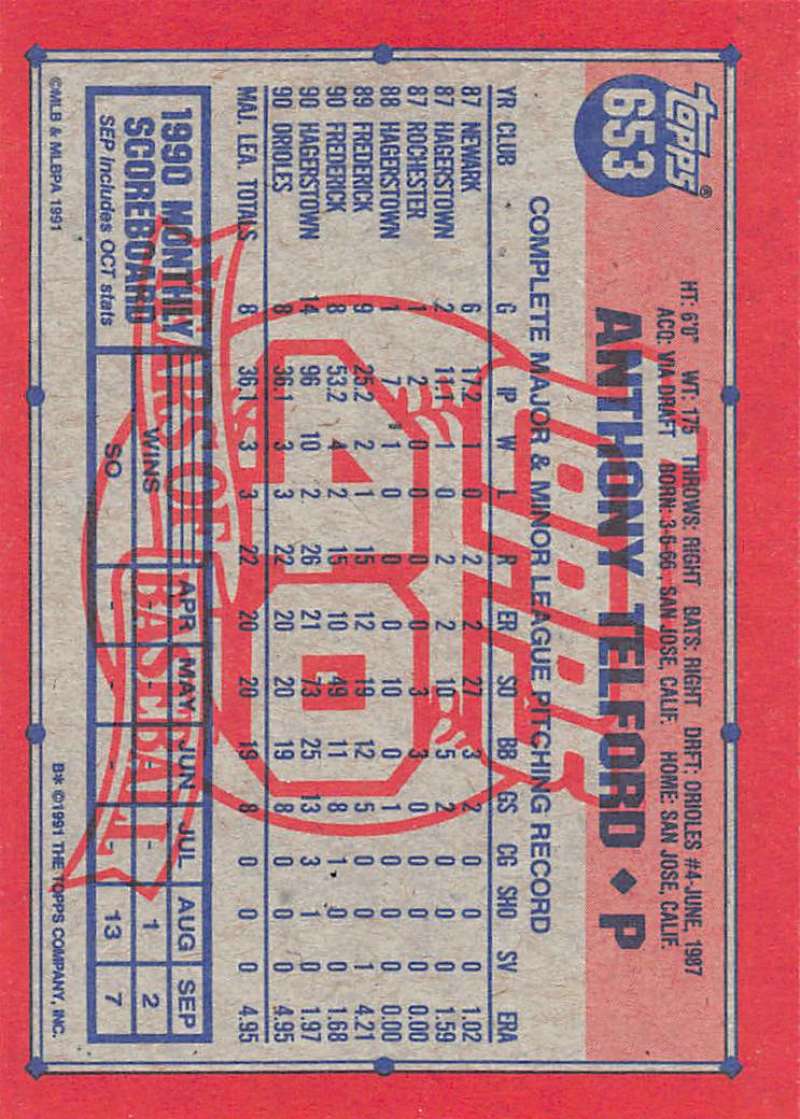 topps®
653
HT: 6'0" WT: 175 THROWS: RIGHT BATS: RIGHT DRFT: ORIOLES #4-JUNE, 1987
ACQ: VIA DRAFT BORN: 3-6-66, SAN JOSE, CALIF. HOME: SAN JOSE, CALIF.
ANTHONY TELFORD ♦ P
COMPLETE MAJOR & MINOR LEAGUE PITCHING RECORD
YR CLUB G IP W L R ER SO BB GS CG SHO SV ERA
87 NEWARK 6 17.2 1 0 2 2 27 3 2 0 0 0 1.02
87 HAGERSTOWN 2 11.1 1 0 2 2 10 5 2 0 0 0 1.59
87 ROCHESTER 1 2 0 0 0 0 3 3 0 0 0 0 0.00
88 HAGERSTOWN 1 7 1 0 0 0 10 0 1 0 0 0 0.00
89 FREDERICK 9 25.2 2 1 15 12 19 12 5 0 0 1 4.21
90 FREDERICK 8 53.2 4 2 15 10 49 11 8 1 0 0 1.68
90 HAGERSTOWN 14 96 10 2 26 21 73 25 13 3 1 0 1.97
90 ORIOLES 8 36.1 3 3 22 20 20 19 8 0 0 0 4.95
MAJ. LEA. TOTALS 8 36.1 3 3 22 20 20 19 8 0 0 0 4.95
1990 MONTHLY
SCOREBOARD
SEP includes OCT stats
APR MAY JUN JUL AUG SEP
WINS - - - - 1 2
SO - - - - 13 7
topps
40
YEARS OF BASEBALL
©MLB & MLBPA 1991
B* ©1991 THE TOPPS COMPANY, INC.